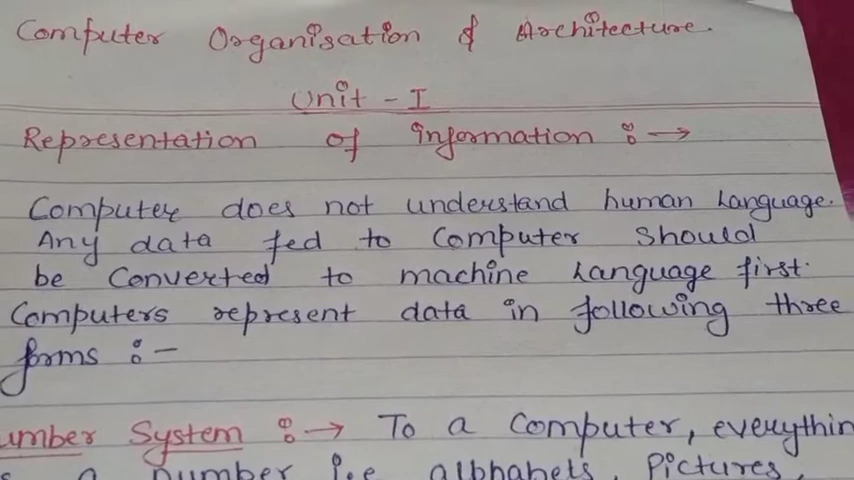 Computer Organisation & Architecture.
Unit - I
Representation of information :→
Computer does not understand human language.
Any data fed to Computer should
be Converted to machine language first.
Computers represent data in following three
forms :-
umber System :→ To a Computer, everythin
a number i.e alphabets, Pictures,